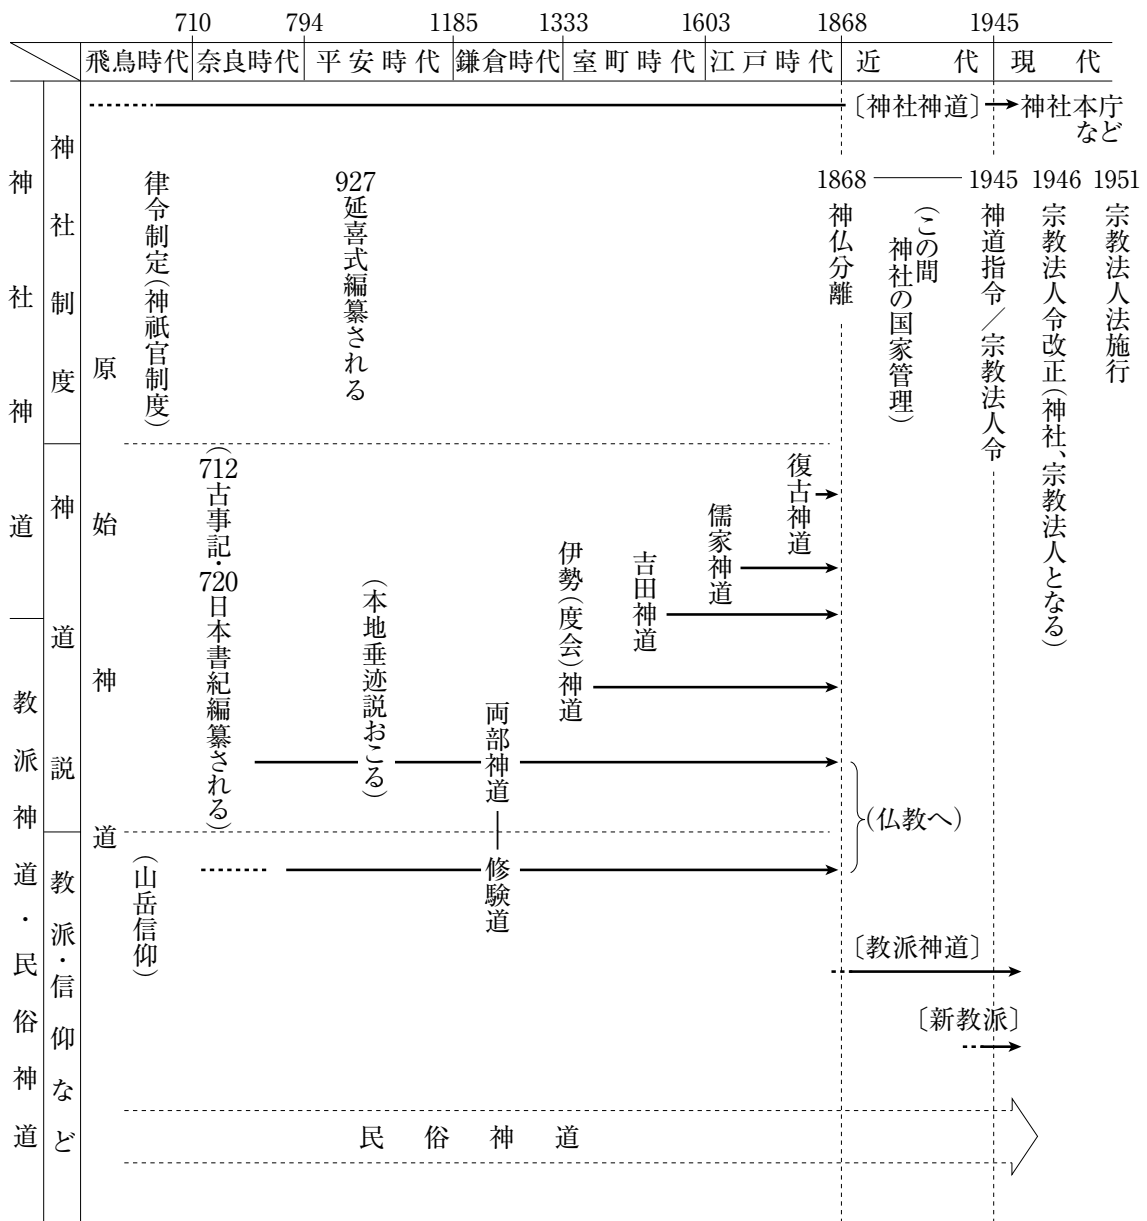 710
794
1185
1333
1603
1868
1945
飛鳥時代
奈良時代
平安時代
鎌倉時代
室町時代
江戸時代
近代
現代
神社神道
神社制度
〔神社神道〕
神社本庁
など
律令制定(神祇官制度)
927
延喜式編纂される
1868
神仏分離
(この間
神社の国家管理)
1945
神道指令/宗教法人令
1946
宗教法人令改正(神社、宗教法人となる)
1951
宗教法人法施行
原始神道
神道説
(712古事記・720日本書紀編纂される)
(本地垂迹説おこる)
両部神道
伊勢(度会)神道
吉田神道
儒家神道
復古神道
(仏教へ)
教派神道・民俗神道
教派・信仰など
(山岳信仰)
修験道
〔教派神道〕
〔新教派〕
民俗神道